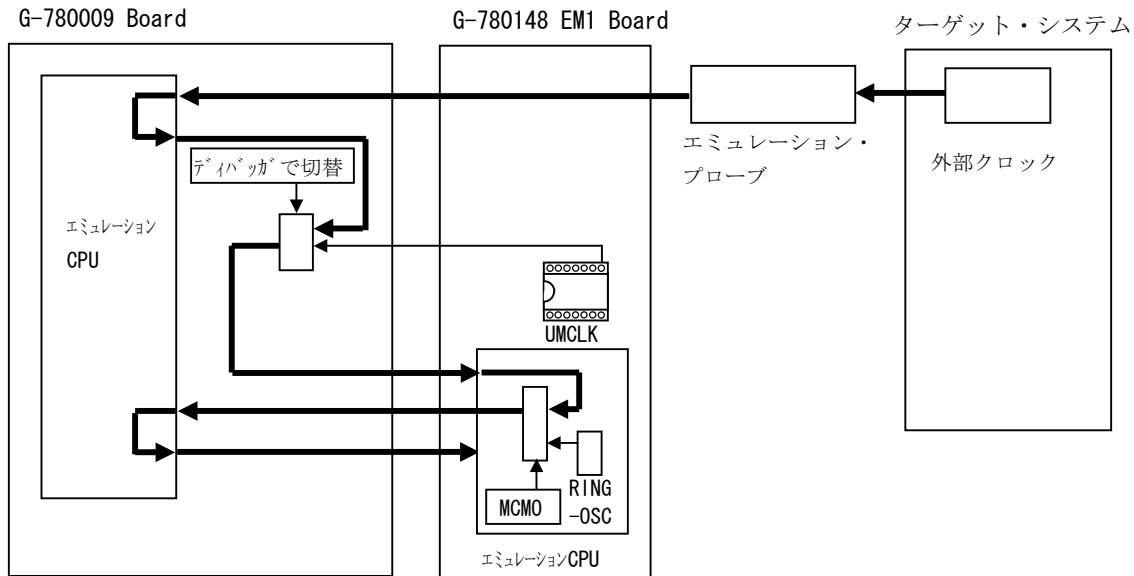 G-780009 Board
G-780148 EM1 Board
ターゲット・システム
ディバッガで切替
エミュレーション
CPU
エミュレーション・
プローブ
外部クロック
UMCLK
MCM0
RING
-OSC
エミュレーションCPU